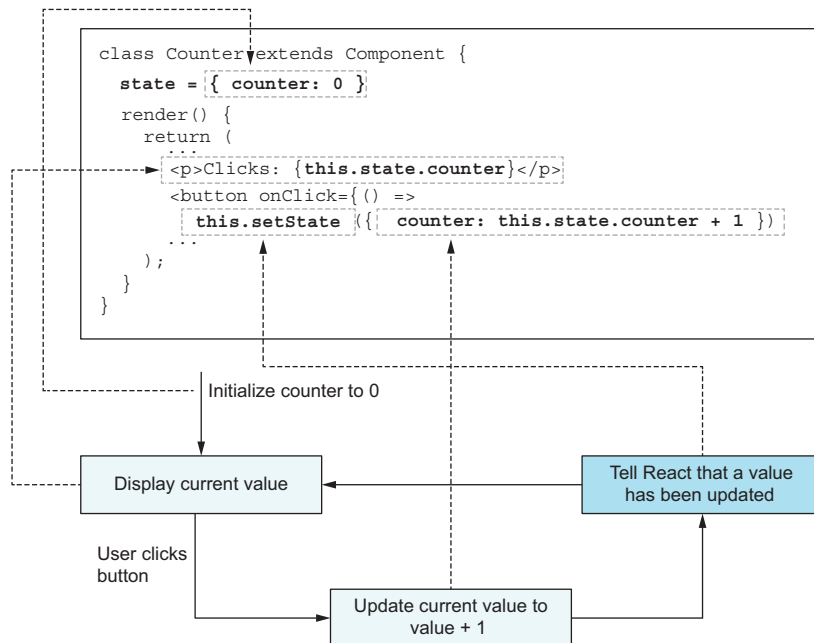 class Counter extends Component {
  state = { counter: 0 }
  render() {
    return (
      ...
      <p>Clicks: {this.state.counter}</p>
      <button onClick={() =>
        this.setState ({ counter: this.state.counter + 1 })
      ...
    );
  }
}
Initialize counter to 0
Display current value
Tell React that a value
has been updated
User clicks
button
Update current value to
value + 1